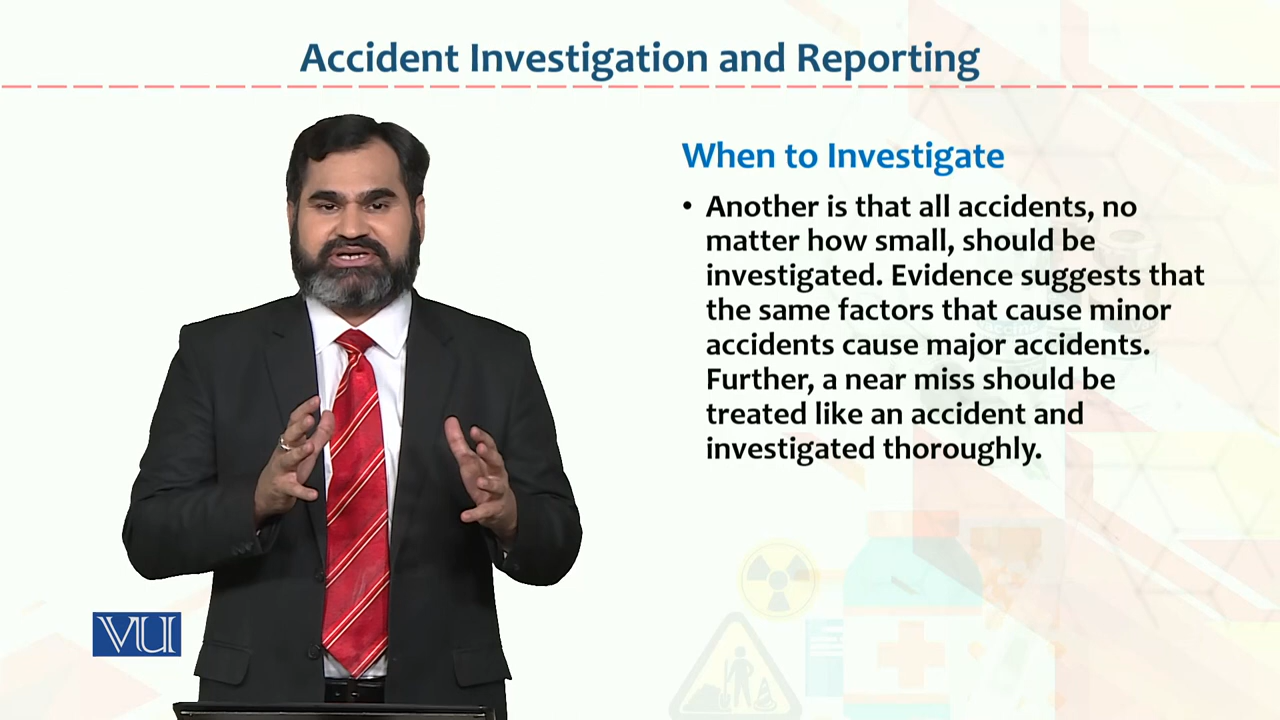 Accident Investigation and Reporting
When to Investigate
• Another is that all accidents, no
matter how small, should be
investigated. Evidence suggests that
the same factors that cause minor
accidents cause major accidents.
Further, a near miss should be
treated like an accident and
investigated thoroughly.
VU